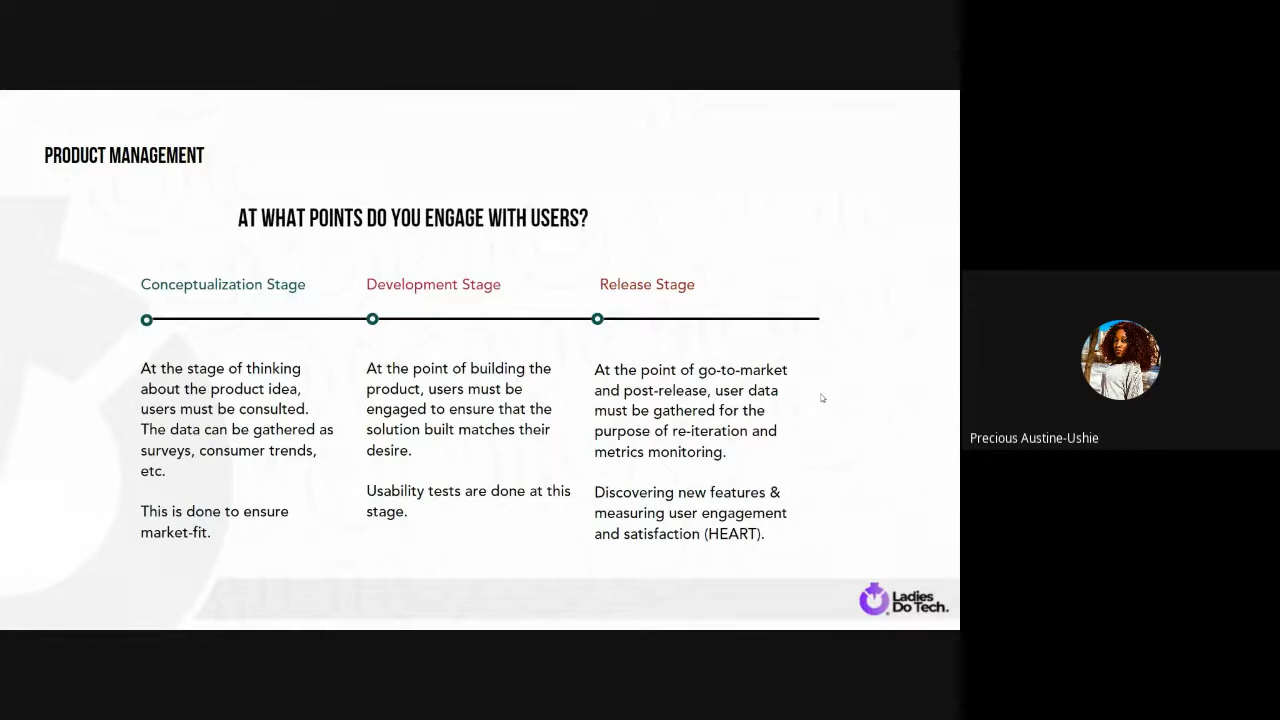 PRODUCT MANAGEMENT
AT WHAT POINTS DO YOU ENGAGE WITH USERS?
Conceptualization Stage
At the stage of thinking
about the product idea,
users must be consulted.
The data can be gathered as
surveys, consumer trends,
etc.
This is done to ensure
market-fit.
Development Stage
At the point of building the
product, users must be
engaged to ensure that the
solution built matches their
desire.
Usability tests are done at this
stage.
Release Stage
At the point of go-to-market
and post-release, user data
must be gathered for the
purpose of re-iteration and
metrics monitoring.
Discovering new features &
measuring user engagement
and satisfaction (HEART).
Ladies
Do Tech.
Precious Austine-Ushie